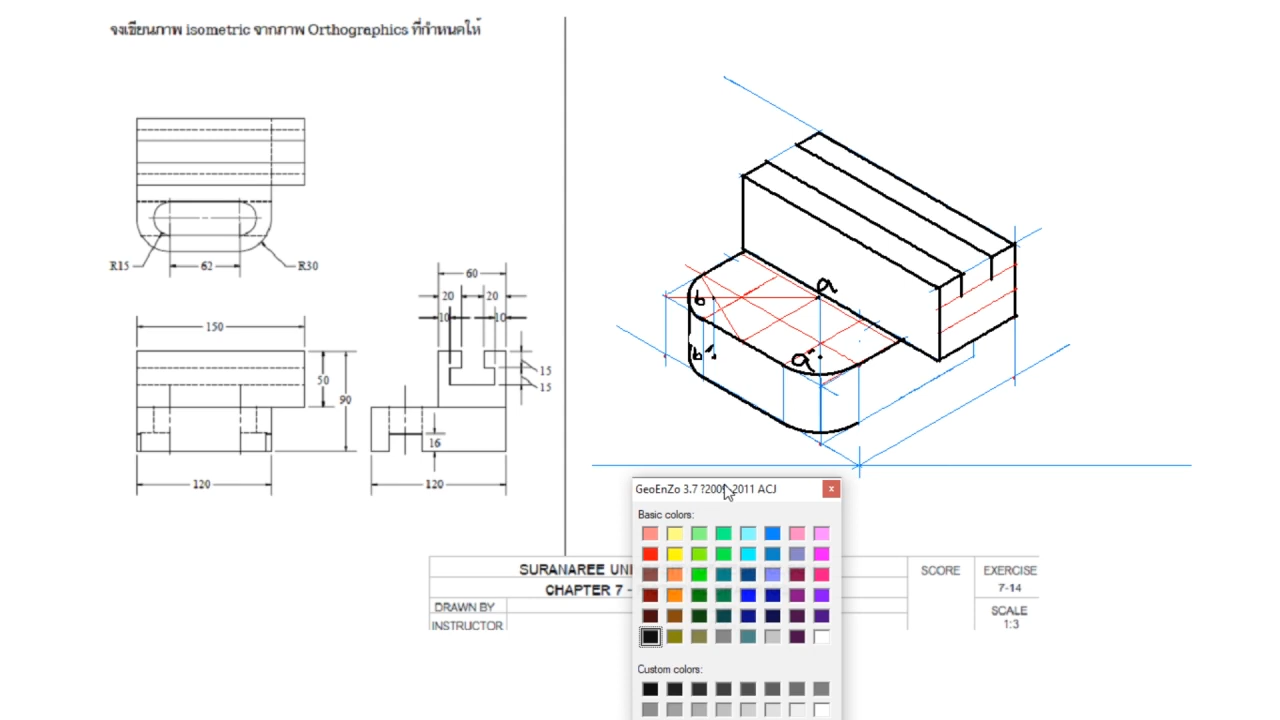 จงเขียนภาพ isometric จากภาพ Orthographics ที่กำหนดให้
R15
62
R30
60
20
20
10
10
150
50
90
15
15
16
120
120
a
b
b'
a'
GeoEnZo 3.7 ?2009-2011 ACJ
x
Basic colors:
Custom colors:
SURANAREE UNI
CHAPTER 7 -
DRAWN BY
INSTRUCTOR
SCORE
EXERCISE
7-14
SCALE
1:3